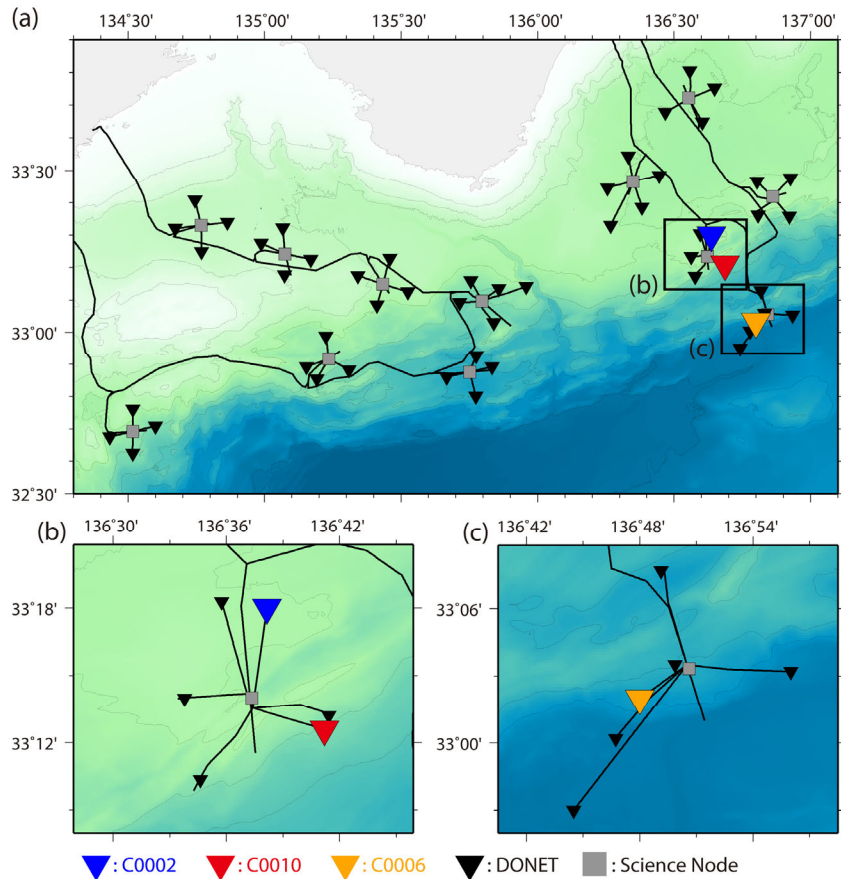 (a)
134˚30' 135˚00' 135˚30' 136˚00' 136˚30' 137˚00'
33˚30'
(b)
33˚00'
(c)
32˚30'
(b)
136˚30' 136˚36' 136˚42'
33˚18'
33˚12'
(c)
136˚42' 136˚48' 136˚54'
33˚06'
33˚00'
: C0002 : C0010 : C0006 : DONET : Science Node